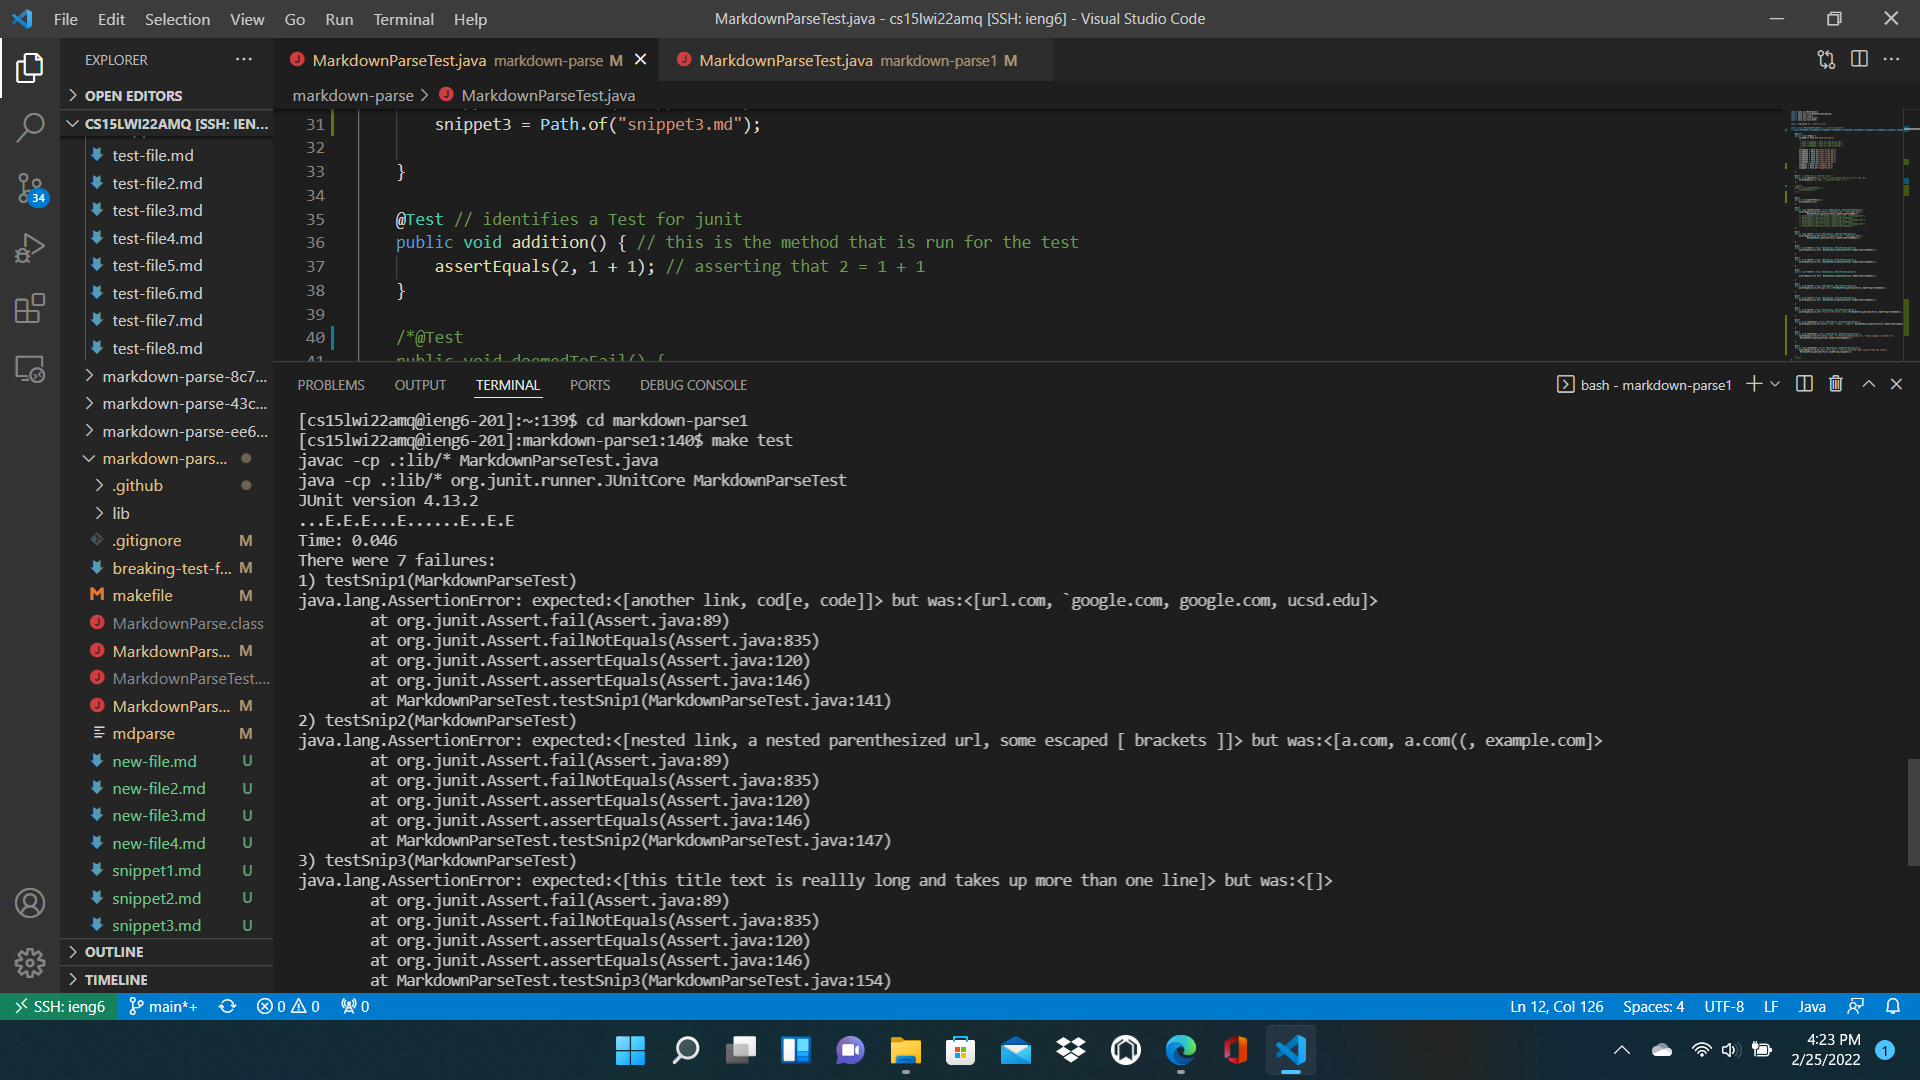 File Edit Selection View Go Run Terminal Help
MarkdownParseTest.java - cs15lwi22amq [SSH: ieng6] - Visual Studio Code
EXPLORER
OPEN EDITORS
CS15LWI22AMQ [SSH: IEN...
test-file.md
test-file2.md
test-file3.md
test-file4.md
test-file5.md
test-file6.md
test-file7.md
test-file8.md
markdown-parse-8c7...
markdown-parse-43c...
markdown-parse-ee6...
markdown-pars...
.github
lib
.gitignore M
breaking-test-f... M
makefile M
MarkdownParse.class
MarkdownPars... M
MarkdownParseTest....
MarkdownPars... M
mdparse M
new-file.md U
new-file2.md U
new-file3.md U
new-file4.md U
snippet1.md U
snippet2.md U
snippet3.md U
OUTLINE
TIMELINE
34
MarkdownParseTest.java markdown-parse M
MarkdownParseTest.java markdown-parse1 M
markdown-parse > MarkdownParseTest.java
31 snippet3 = Path.of("snippet3.md");
32
33 }
34
35 @Test // identifies a Test for junit
36 public void addition() { // this is the method that is run for the test
37 assertEquals(2, 1 + 1); // asserting that 2 = 1 + 1
38 }
39
40 /*@Test
41 public void doomedToFail() {
PROBLEMS OUTPUT TERMINAL PORTS DEBUG CONSOLE
bash - markdown-parse1
[cs15lwi22amq@ieng6-201]:~:139$ cd markdown-parse1
[cs15lwi22amq@ieng6-201]:markdown-parse1:140$ make test
javac -cp .:lib/* MarkdownParseTest.java
java -cp .:lib/* org.junit.runner.JUnitCore MarkdownParseTest
JUnit version 4.13.2
...E.E.E...E......E..E.E
Time: 0.046
There were 7 failures:
1) testSnip1(MarkdownParseTest)
java.lang.AssertionError: expected:<[another link, cod[e, code]]> but was:<[url.com, `google.com, google.com, ucsd.edu]>
at org.junit.Assert.fail(Assert.java:89)
at org.junit.Assert.failNotEquals(Assert.java:835)
at org.junit.Assert.assertEquals(Assert.java:120)
at org.junit.Assert.assertEquals(Assert.java:146)
at MarkdownParseTest.testSnip1(MarkdownParseTest.java:141)
2) testSnip2(MarkdownParseTest)
java.lang.AssertionError: expected:<[nested link, a nested parenthesized url, some escaped [ brackets ]]> but was:<[a.com, a.com((, example.com]>
at org.junit.Assert.fail(Assert.java:89)
at org.junit.Assert.failNotEquals(Assert.java:835)
at org.junit.Assert.assertEquals(Assert.java:120)
at org.junit.Assert.assertEquals(Assert.java:146)
at MarkdownParseTest.testSnip2(MarkdownParseTest.java:147)
3) testSnip3(MarkdownParseTest)
java.lang.AssertionError: expected:<[this title text is reallly long and takes up more than one line]> but was:<[]>
at org.junit.Assert.fail(Assert.java:89)
at org.junit.Assert.failNotEquals(Assert.java:835)
at org.junit.Assert.assertEquals(Assert.java:120)
at org.junit.Assert.assertEquals(Assert.java:146)
at MarkdownParseTest.testSnip3(MarkdownParseTest.java:154)
SSH: ieng6 main*+ 0 0 0
Ln 12, Col 126 Spaces: 4 UTF-8 LF Java
4:23 PM
2/25/2022
1